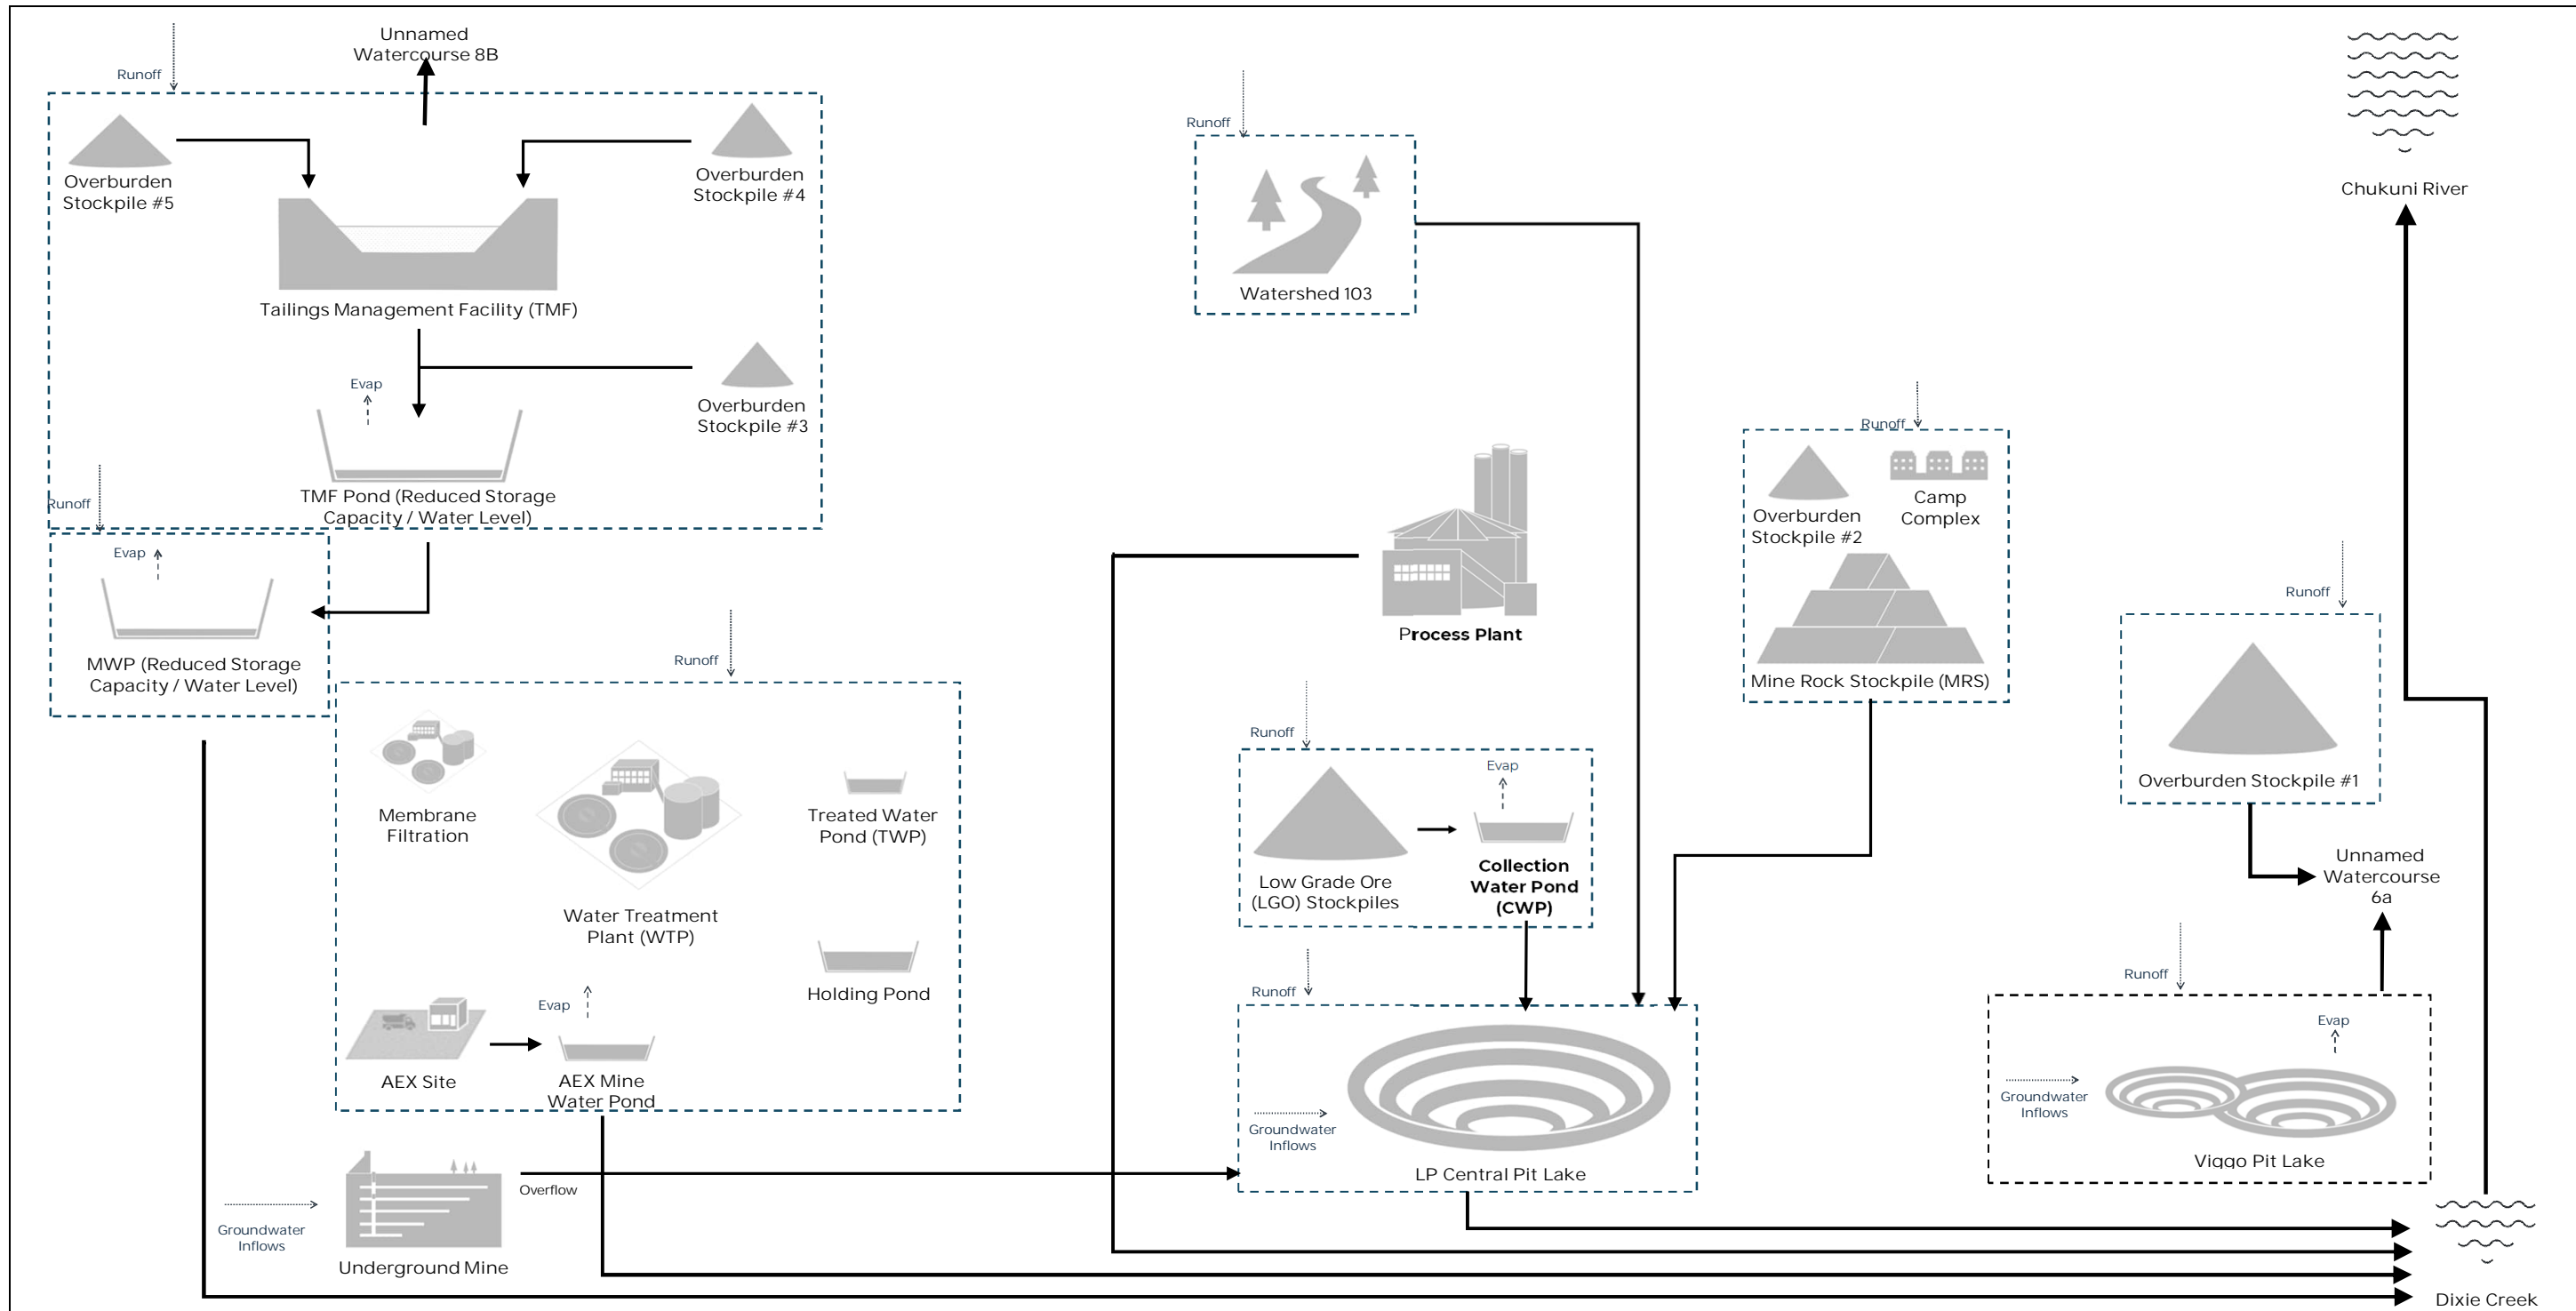 Unnamed
Watercourse 8B
Runoff
Overburden
Stockpile #5
Overburden
Stockpile #4
Tailings Management Facility (TMF)
Evap
Overburden
Stockpile #3
TMF Pond (Reduced Storage
Capacity / Water Level)
Runoff
Evap
MWP (Reduced Storage
Capacity / Water Level)
Runoff
Membrane
Filtration
Water Treatment
Plant (WTP)
Treated Water
Pond (TWP)
Holding Pond
Evap
AEX Site
AEX Mine
Water Pond
Overflow
Groundwater
Inflows
Underground Mine
Runoff
Watershed 103
Process Plant
Runoff
Evap
Low Grade Ore
(LGO) Stockpiles
Collection
Water Pond
(CWP)
Runoff
Groundwater
Inflows
LP Central Pit Lake
Runoff
Overburden
Stockpile #2
Camp
Complex
Mine Rock Stockpile (MRS)
Chukuni River
Runoff
Overburden Stockpile #1
Unnamed
Watercourse
6a
Runoff
Evap
Groundwater
Inflows
Viggo Pit Lake
Dixie Creek